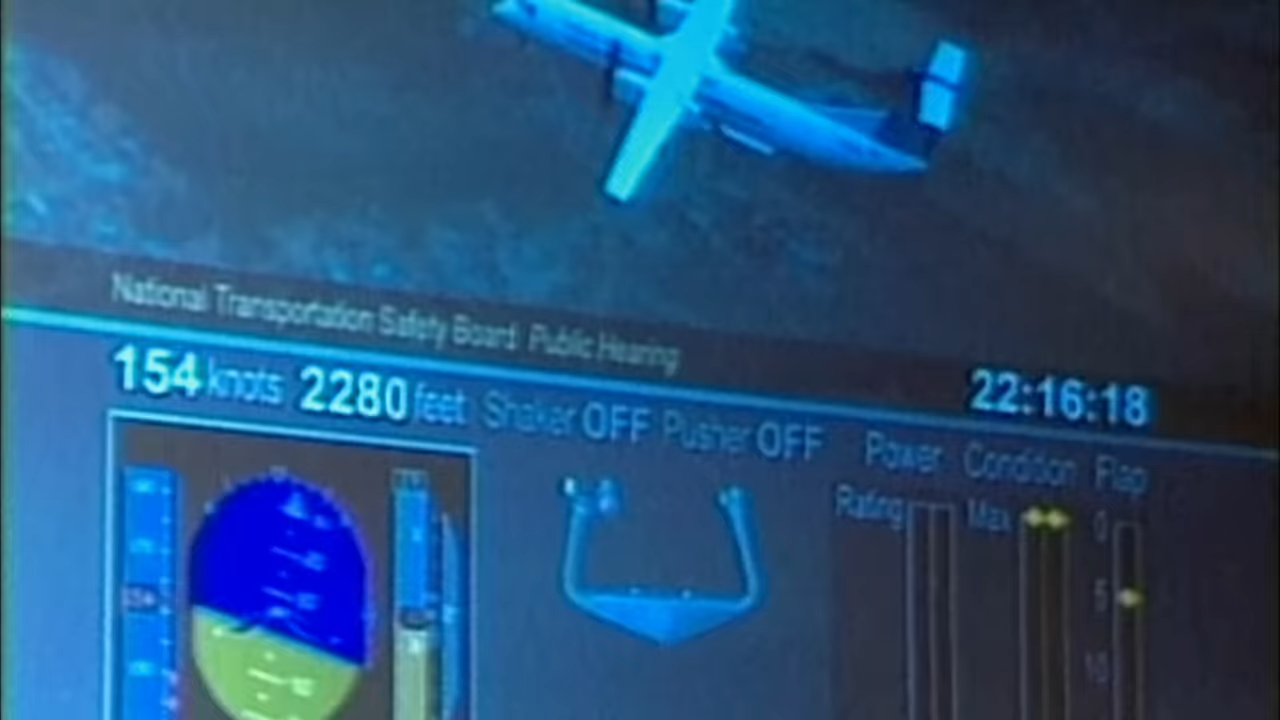 National Transportation Safety Board Public Hearing
154 knots 2280 feet Shaker OFF Pusher OFF 22:16:18
Power Condition Flap
Rating Max 0
5
10